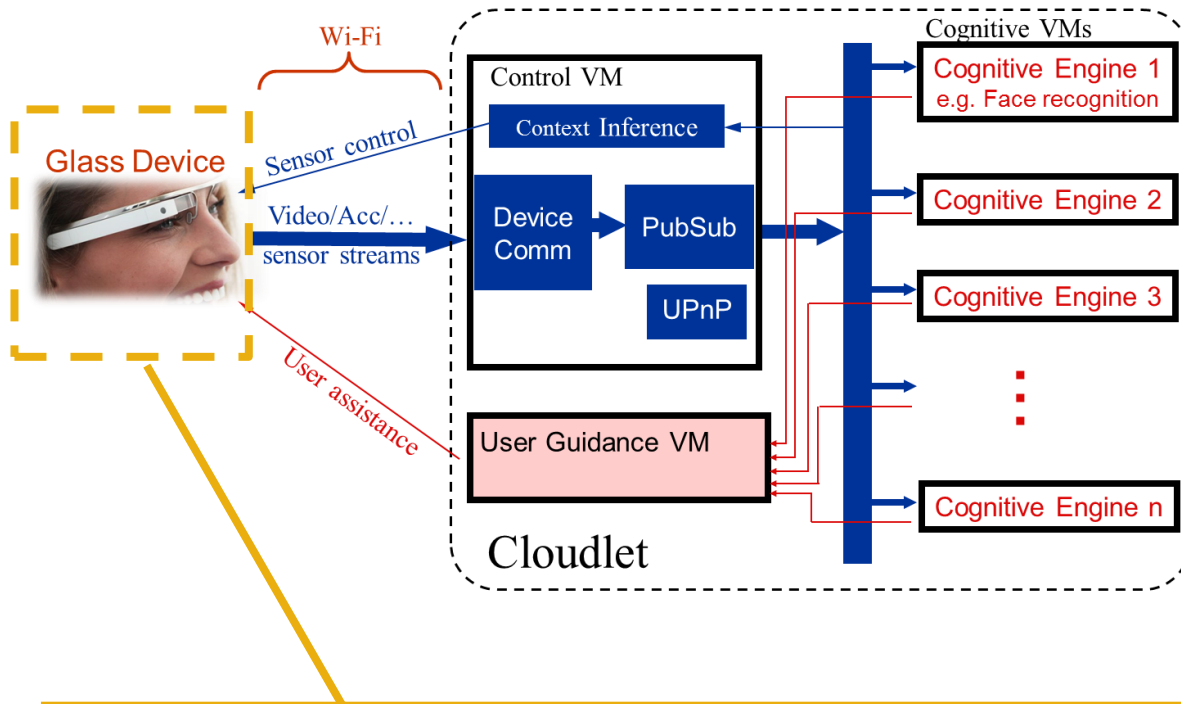 Wi-Fi
Cognitive VMs
Control VM
Cognitive Engine 1
e.g. Face recognition
Context Inference
Sensor control
Glass Device
Video/Acc/…
sensor streams
Device
Comm
PubSub
UPnP
Cognitive Engine 2
Cognitive Engine 3
User assistance
User Guidance VM
Cognitive Engine n
Cloudlet